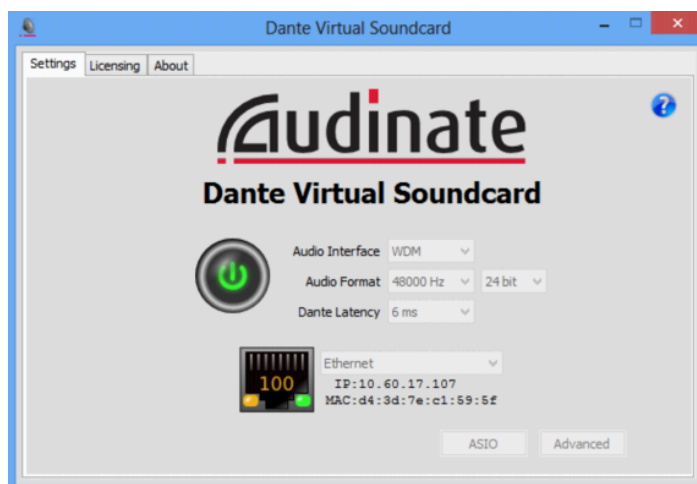 Dante Virtual Soundcard
Settings Licensing About
Audinate
Dante Virtual Soundcard
Audio Interface WDM
Audio Format 48000 Hz 24 bit
Dante Latency 6 ms
Ethernet
100
IP:10.60.17.107
MAC:d4:3d:7e:c1:59:5f
ASIO Advanced